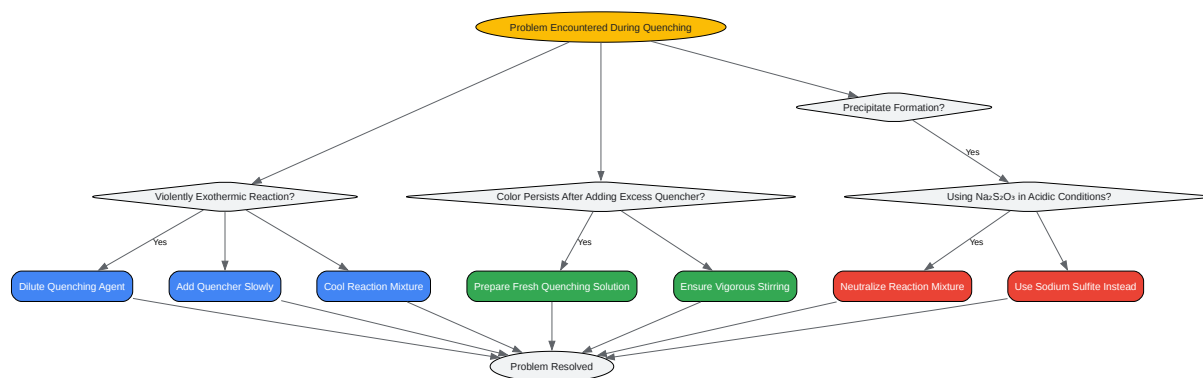 Problem Encountered During Quenching
Precipitate Formation?
Yes
Violently Exothermic Reaction?
Color Persists After Adding Excess Quencher?
Using Na₂S₂O₃ in Acidic Conditions?
Yes
Yes
Yes
Dilute Quenching Agent
Add Quencher Slowly
Cool Reaction Mixture
Prepare Fresh Quenching Solution
Ensure Vigorous Stirring
Neutralize Reaction Mixture
Use Sodium Sulfite Instead
Problem Resolved